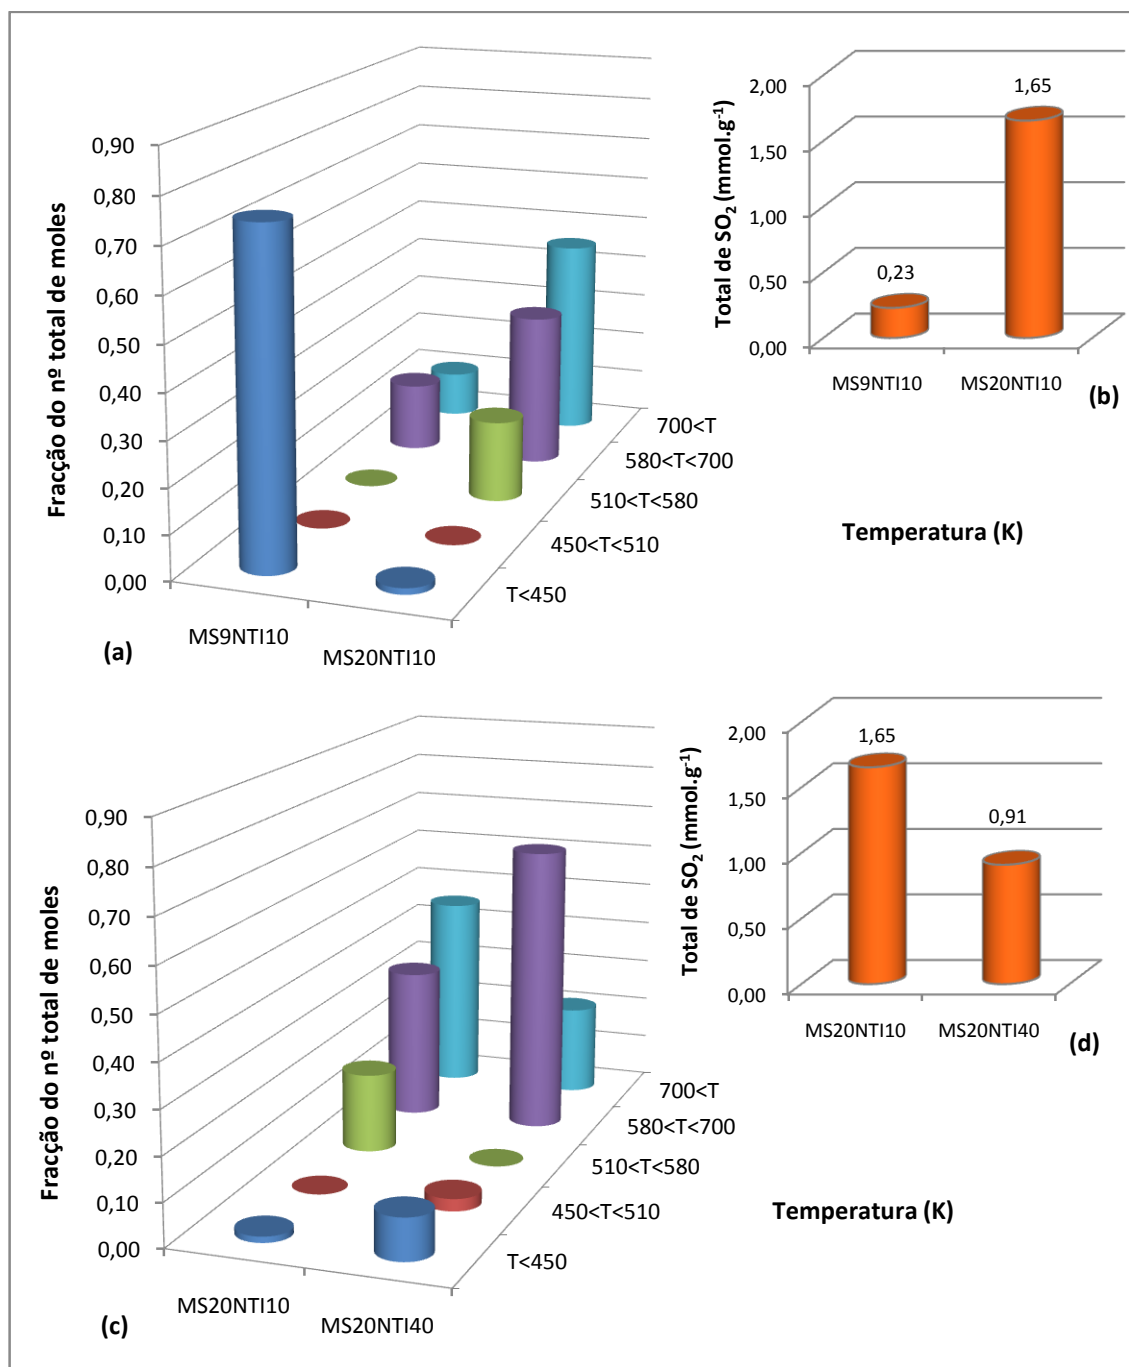 Fracção do nº total de moles
0,90
0,80
0,70
0,60
0,50
0,40
0,30
0,20
0,10
0,00
MS9NTI10
MS20NTI10
700<T
580<T<700
510<T<580
450<T<510
T<450
Temperatura (K)
(a)
Total de SO₂ (mmol.g⁻¹)
2,00
1,50
1,00
0,50
0,00
0,23
1,65
MS9NTI10
MS20NTI10
(b)
Fracção do nº total de moles
0,90
0,80
0,70
0,60
0,50
0,40
0,30
0,20
0,10
0,00
MS20NTI10
MS20NTI40
700<T
580<T<700
510<T<580
450<T<510
T<450
Temperatura (K)
(c)
Total de SO₂ (mmol.g⁻¹)
2,00
1,50
1,00
0,50
0,00
1,65
0,91
MS20NTI10
MS20NTI40
(d)